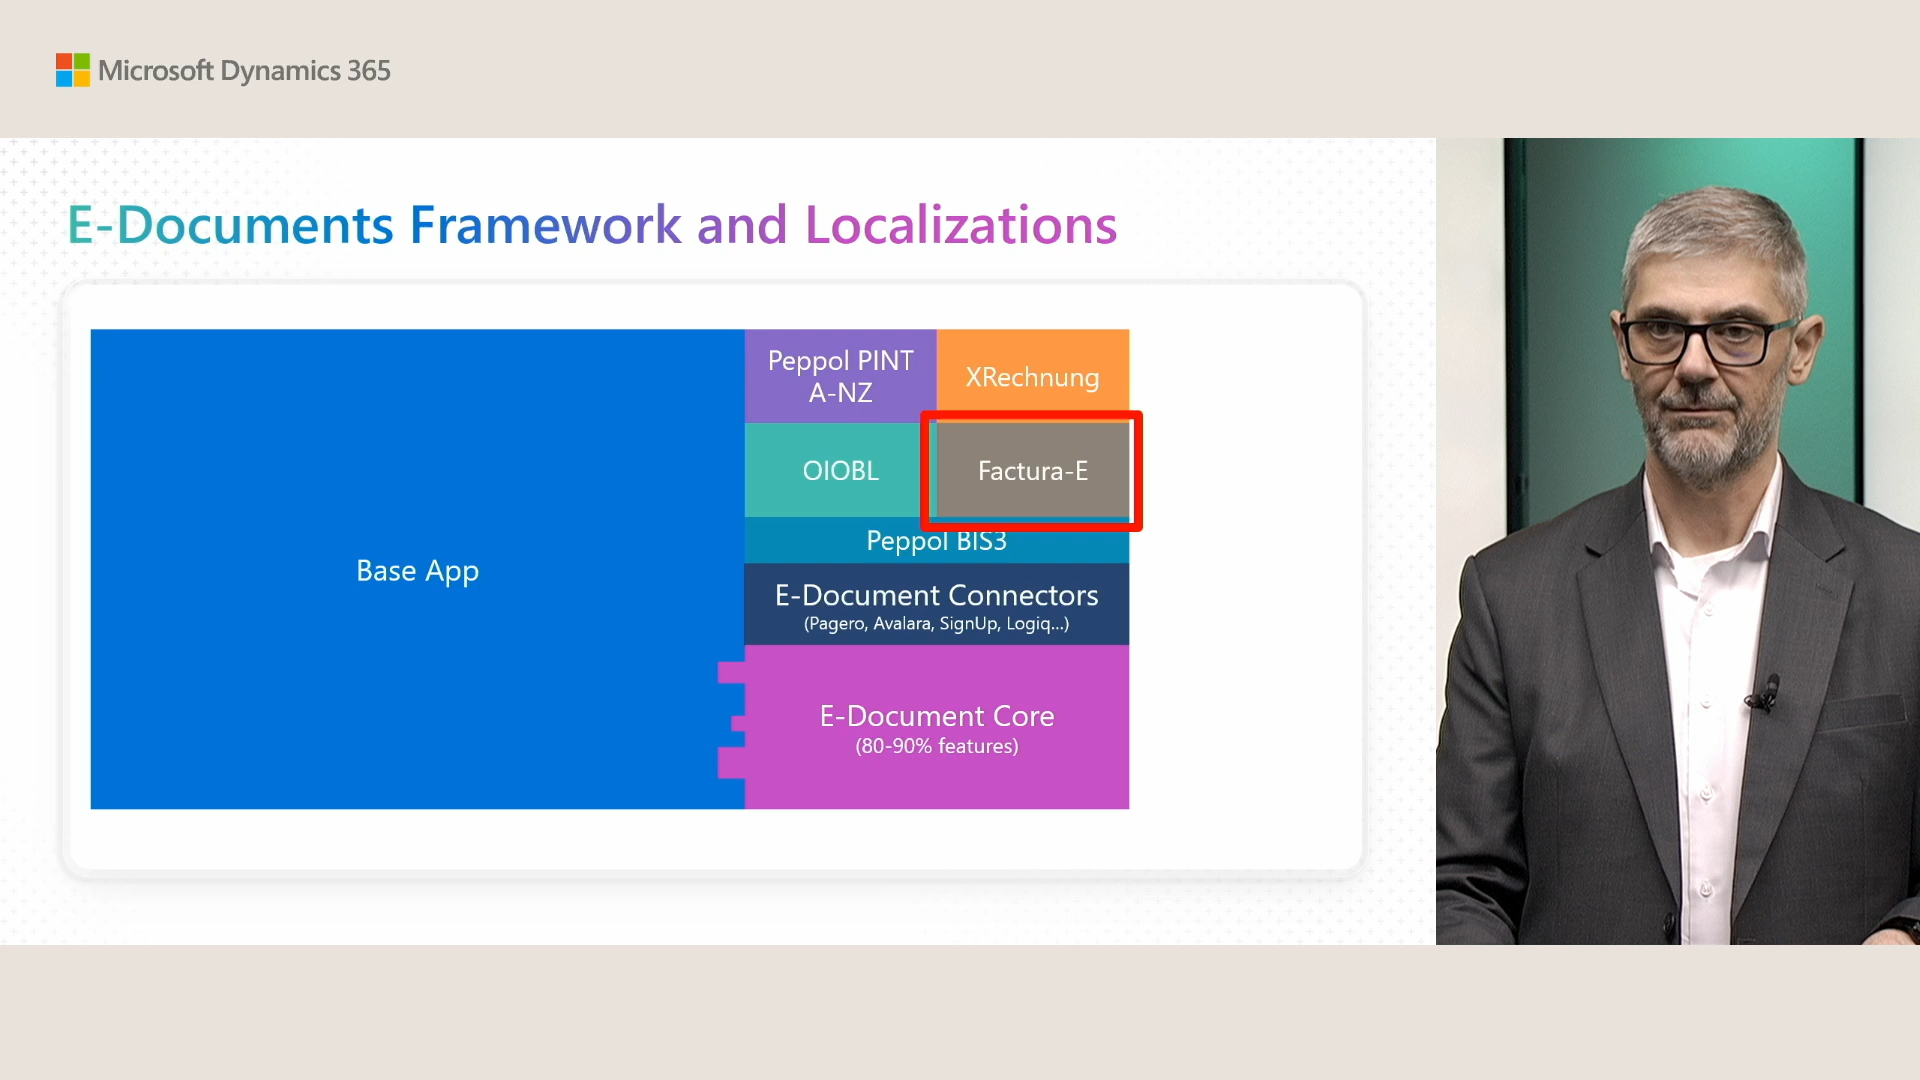 Microsoft Dynamics 365
E-Documents Framework and Localizations
Base App
Peppol PINT
A-NZ
XRechnung
OIOBL
Factura-E
Peppol BIS3
E-Document Connectors
(Pagero, Avalara, SignUp, Logiq...)
E-Document Core
(80-90% features)